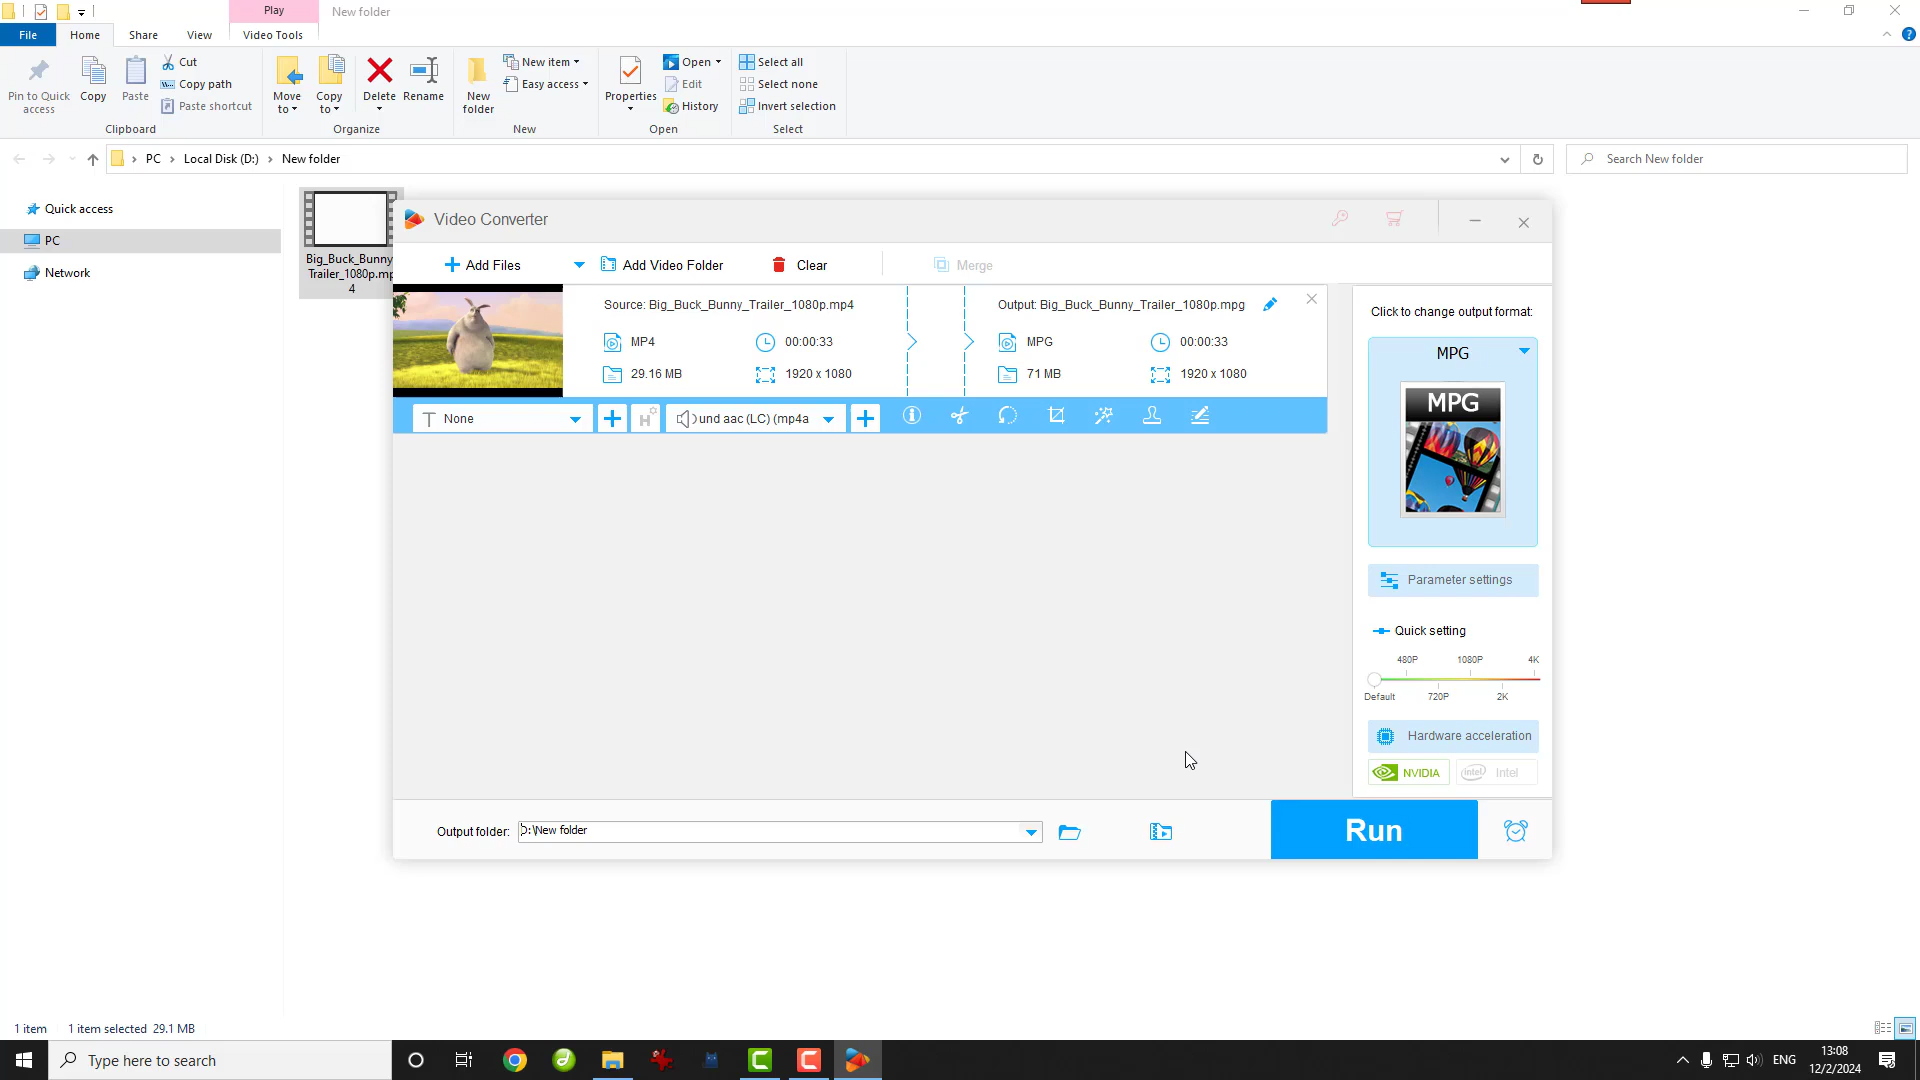 Play
New folder
File
Home
Share
View
Video Tools
Pin to Quick
access
Copy
Paste
Cut
Copy path
Paste shortcut
Clipboard
Move
to
Copy
to
Delete
Rename
Organize
New
folder
New item
Easy access
New
Properties
Open
Edit
History
Open
Select all
Select none
Invert selection
Select
PC
Local Disk (D:)
New folder
Search New folder
Quick access
PC
Network
Big_Buck_Bunny
Trailer_1080p.mp
4
Video Converter
Add Files
Add Video Folder
Clear
Merge
Source: Big_Buck_Bunny_Trailer_1080p.mp4
MP4
00:00:33
29.16 MB
1920 x 1080
Output: Big_Buck_Bunny_Trailer_1080p.mpg
MPG
00:00:33
71 MB
1920 x 1080
None
und aac (LC) (mp4a
Click to change output format:
MPG
MPG
Parameter settings
Quick setting
480P 1080P 4K
Default 720P 2K
Hardware acceleration
NVIDIA
intel Intel
Output folder:
D:\New folder
Run
1 item
1 item selected 29.1 MB
Type here to search
ENG
13:08
12/2/2024